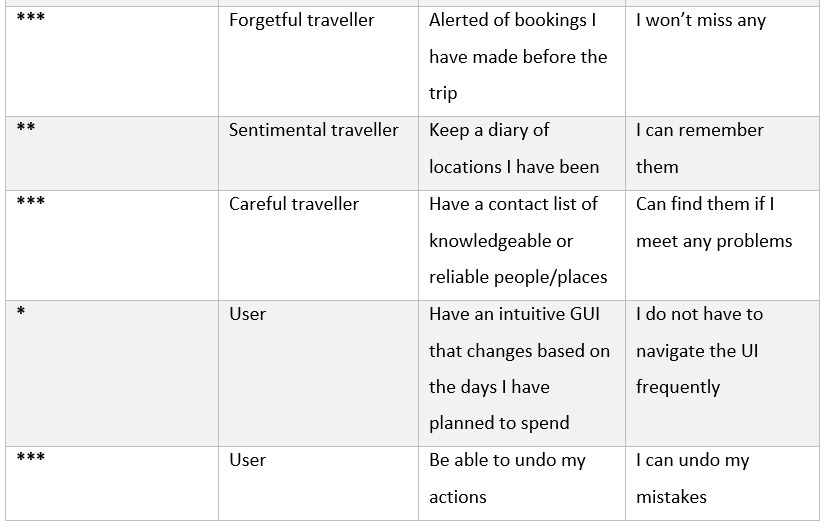 ***
Forgetful traveller
Alerted of bookings I
have made before the
trip
I won’t miss any
**
Sentimental traveller
Keep a diary of
locations I have been
I can remember
them
***
Careful traveller
Have a contact list of
knowledgeable or
reliable people/places
Can find them if I
meet any problems
*
User
Have an intuitive GUI
that changes based on
the days I have
planned to spend
I do not have to
navigate the UI
frequently
***
User
Be able to undo my
actions
I can undo my
mistakes